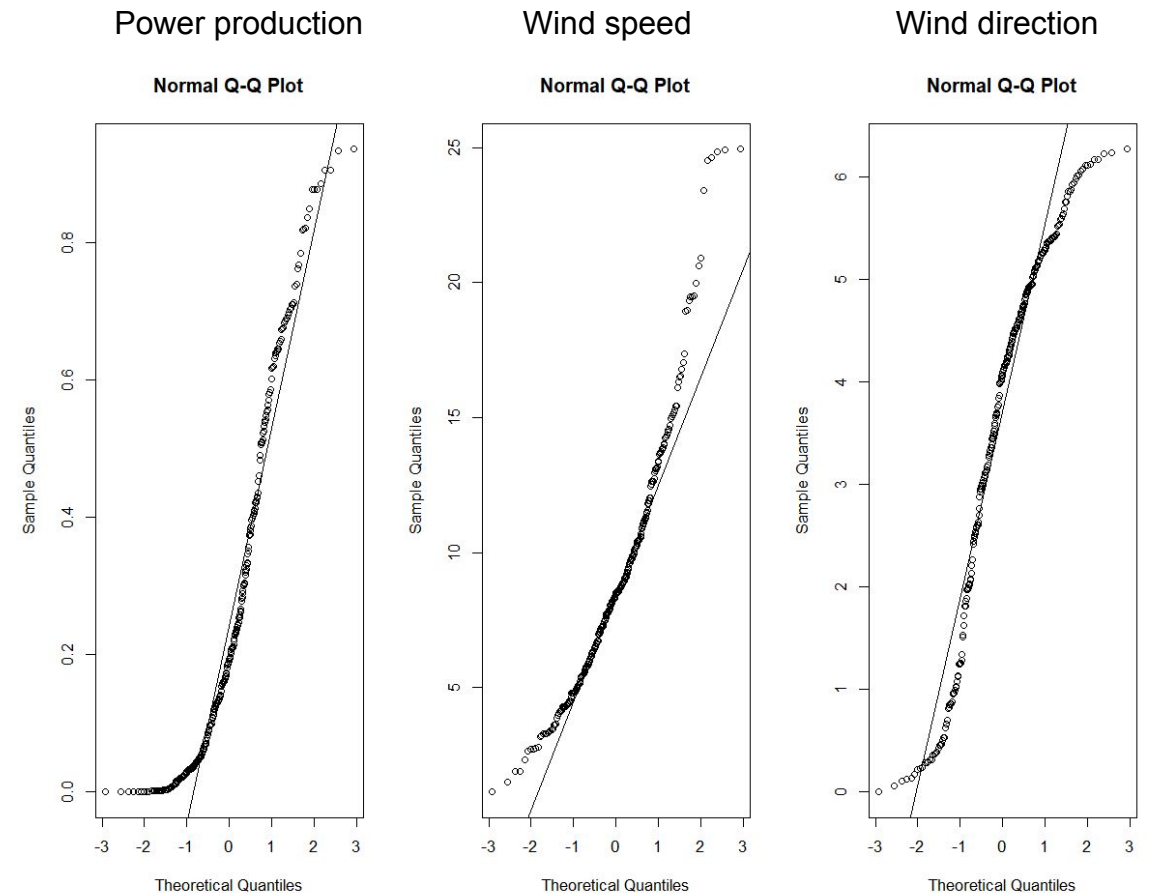 Power production
Wind speed
Wind direction
Normal Q-Q Plot
Sample Quantiles
0.8
0.6
0.4
0.2
0.0
-3 -2 -1 0 1 2 3
Theoretical Quantiles
Normal Q-Q Plot
Sample Quantiles
25
20
15
10
5
-3 -2 -1 0 1 2 3
Theoretical Quantiles
Normal Q-Q Plot
Sample Quantiles
6
5
4
3
2
1
0
-3 -2 -1 0 1 2 3
Theoretical Quantiles